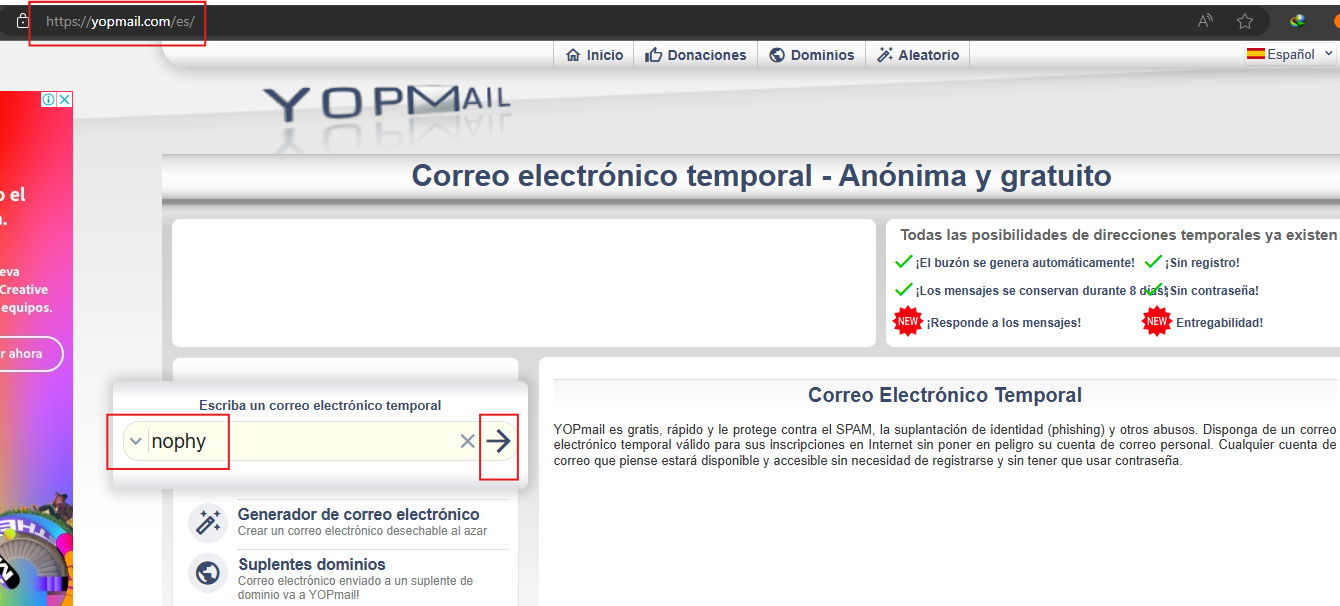 https://yopmail.com/es/
Inicio
Donaciones
Dominios
Aleatorio
Español
YOPMAIL
Correo electrónico temporal - Anónima y gratuito
o el
a.
eva
Creative
equipos.
r ahora
Todas las posibilidades de direcciones temporales ya existen
¡El buzón se genera automáticamente!
¡Sin registro!
¡Los mensajes se conservan durante 8 días!
¡Sin contraseña!
NEW ¡Responde a los mensajes!
NEW Entregabilidad!
Escriba un correo electrónico temporal
nophy
Generador de correo electrónico
Crear un correo electrónico desechable al azar
Suplentes dominios
Correo electrónico enviado a un suplente de
dominio va a YOPmail!
Correo Electrónico Temporal
YOPmail es gratis, rápido y le protege contra el SPAM, la suplantación de identidad (phishing) y otros abusos. Disponga de un correo
electrónico temporal válido para sus inscripciones en Internet sin poner en peligro su cuenta de correo personal. Cualquier cuenta de
correo que piense estará disponible y accesible sin necesidad de registrarse y sin tener que usar contraseña.